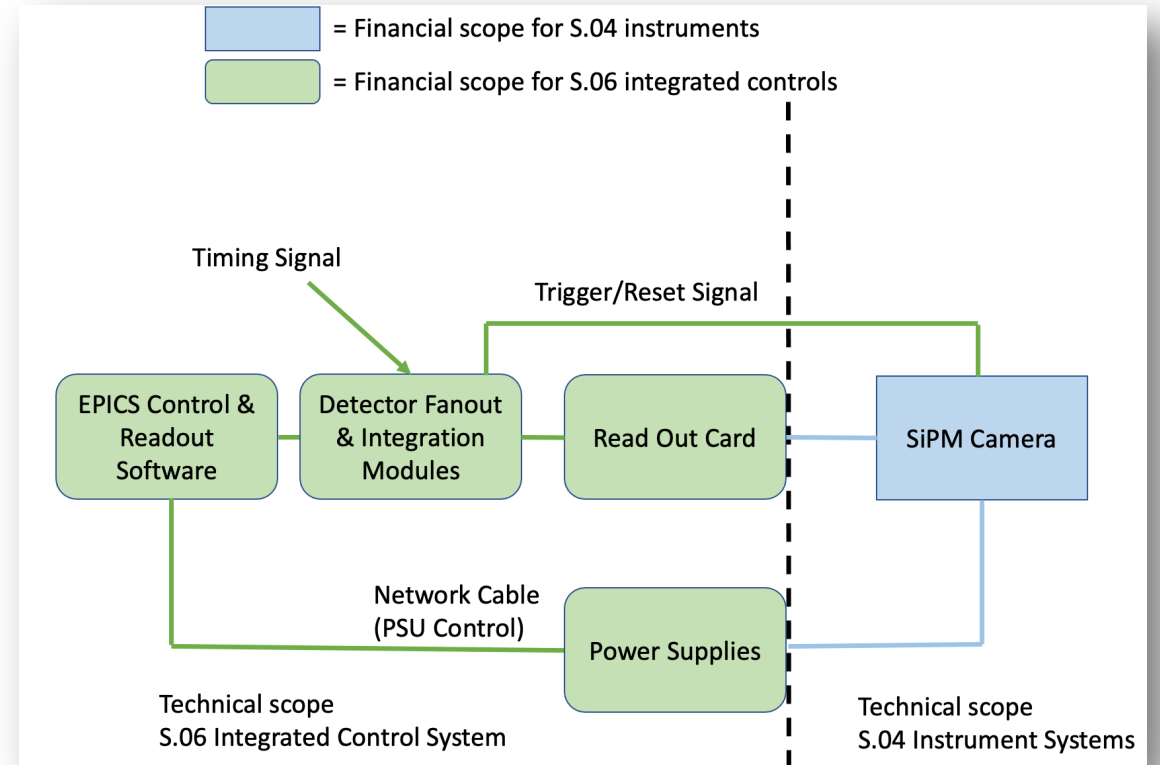 = Financial scope for S.04 instruments
= Financial scope for S.06 integrated controls
Timing Signal
Trigger/Reset Signal
EPICS Control &
Readout
Software
Detector Fanout
& Integration
Modules
Read Out Card
SiPM Camera
Network Cable
(PSU Control)
Power Supplies
Technical scope
S.06 Integrated Control System
Technical scope
S.04 Instrument Systems